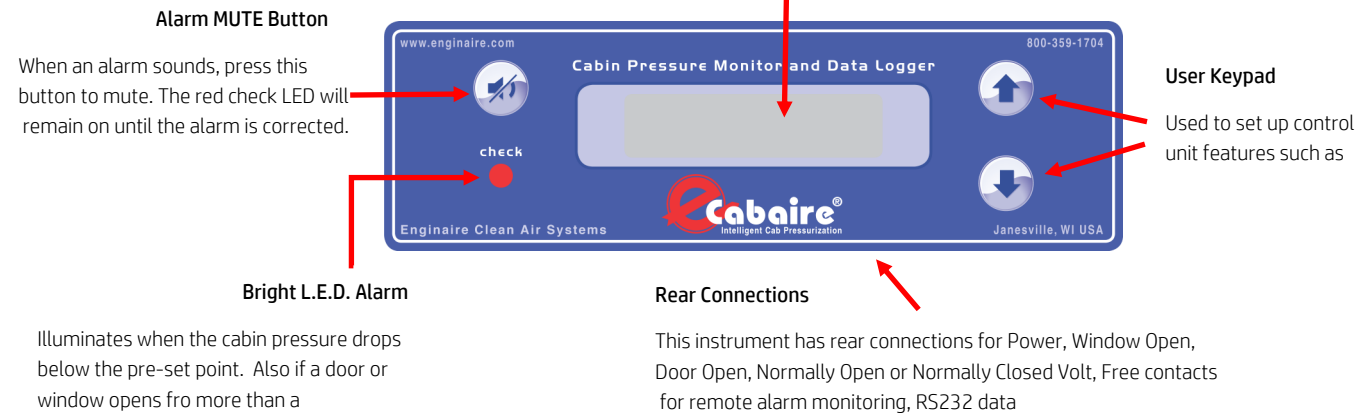 Alarm MUTE Button
When an alarm sounds, press this
button to mute. The red check LED will
remain on until the alarm is corrected.
www.enginaire.com
800-359-1704
Cabin Pressure Monitor and Data Logger
check
eCabaire®
Intelligent Cab Pressurization
Enginaire Clean Air Systems
Janesville, WI USA
User Keypad
Used to set up control
unit features such as
Bright L.E.D. Alarm
Illuminates when the cabin pressure drops
below the pre-set point. Also if a door or
window opens fro more than a
Rear Connections
This instrument has rear connections for Power, Window Open,
Door Open, Normally Open or Normally Closed Volt, Free contacts
for remote alarm monitoring, RS232 data